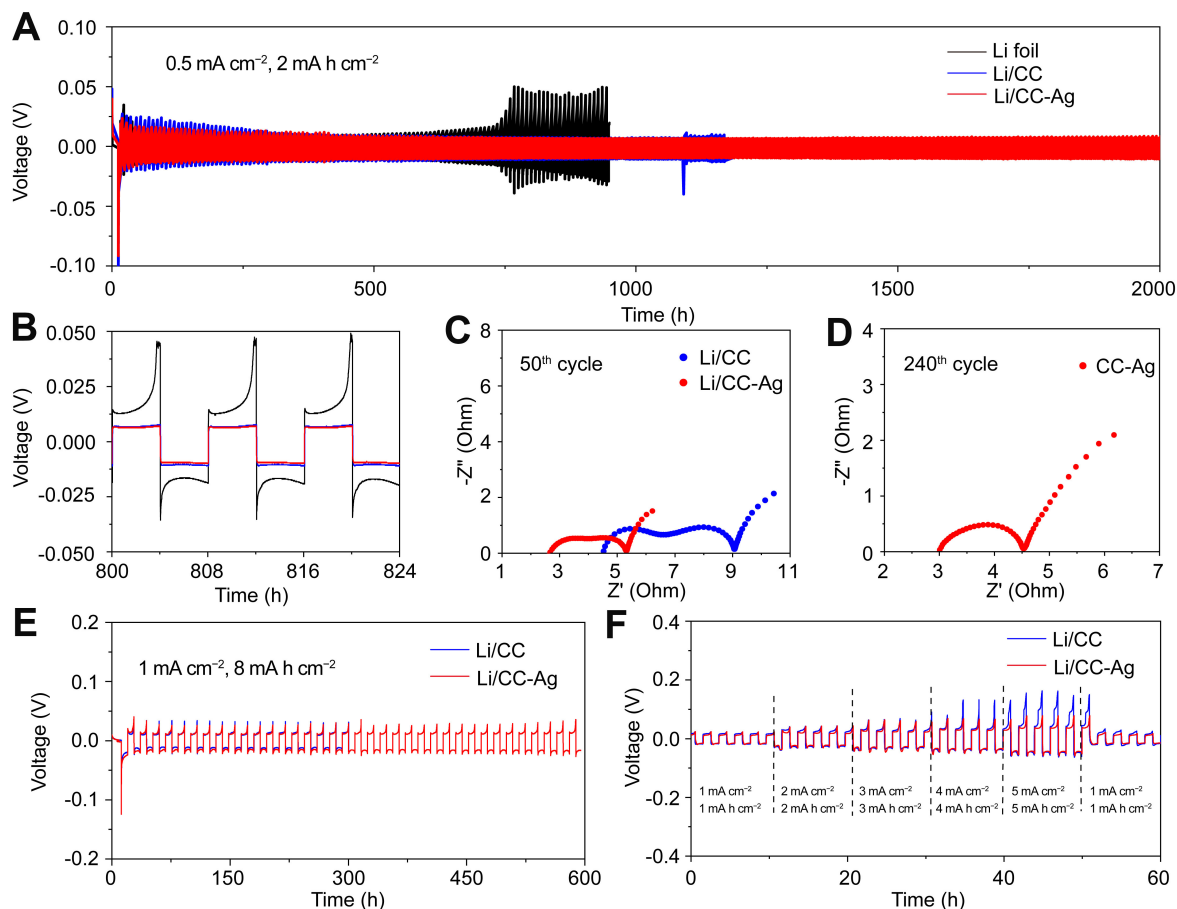 A
0.10
0.05
0.00
-0.05
-0.10
Voltage (V)
0.5 mA cm⁻², 2 mA h cm⁻²
Li foil
Li/CC
Li/CC-Ag
0
500
1000
1500
2000
Time (h)
B
0.050
0.025
0.000
-0.025
-0.050
Voltage (V)
800
808
816
824
Time (h)
C
8
6
4
2
0
-Z" (Ohm)
50th cycle
Li/CC
Li/CC-Ag
1
3
5
7
9
11
Z' (Ohm)
D
4
3
2
1
0
-Z" (Ohm)
240th cycle
CC-Ag
2
3
4
5
6
7
Z' (Ohm)
E
0.2
0.1
0.0
-0.1
-0.2
Voltage (V)
1 mA cm⁻², 8 mA h cm⁻²
Li/CC
Li/CC-Ag
0
150
300
450
600
Time (h)
F
0.4
0.2
0.0
-0.2
-0.4
Voltage (V)
Li/CC
Li/CC-Ag
1 mA cm⁻² 2 mA cm⁻² 3 mA cm⁻² 4 mA cm⁻² 5 mA cm⁻² 1 mA cm⁻²
1 mA h cm⁻² 2 mA h cm⁻² 3 mA h cm⁻² 4 mA h cm⁻² 5 mA h cm⁻² 1 mA h cm⁻²
0
20
40
60
Time (h)